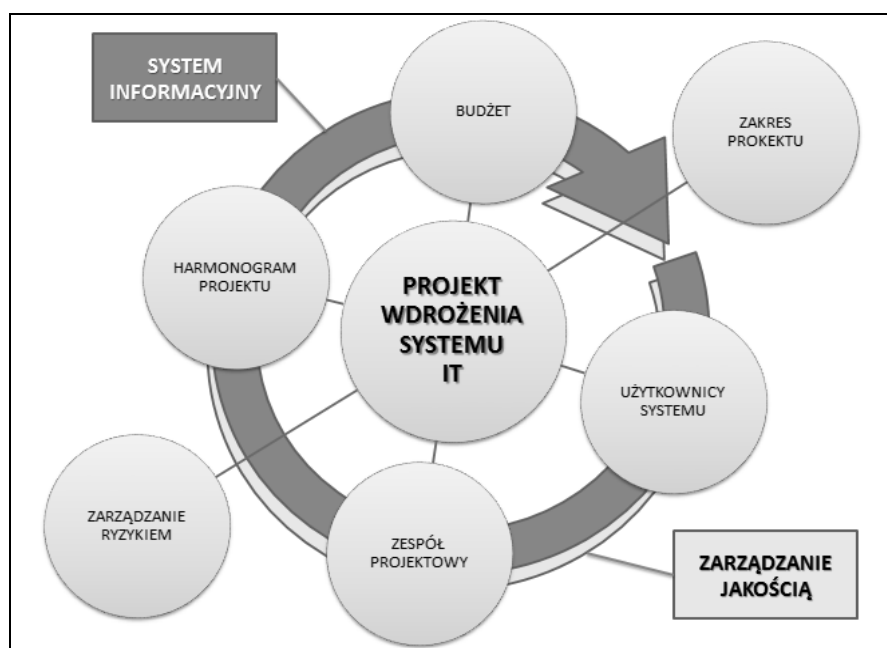 SYSTEM
INFORMACYJNY
BUDŻET
ZAKRES
PROKEKTU
HARMONOGRAM
PROJEKTU
PROJEKT
WDROŻENIA
SYSTEMU
IT
UŻYTKOWNICY
SYSTEMU
ZARZĄDZANIE
RYZYKIEM
ZESPÓŁ
PROJEKTOWY
ZARZĄDZANIE
JAKOŚCIĄ